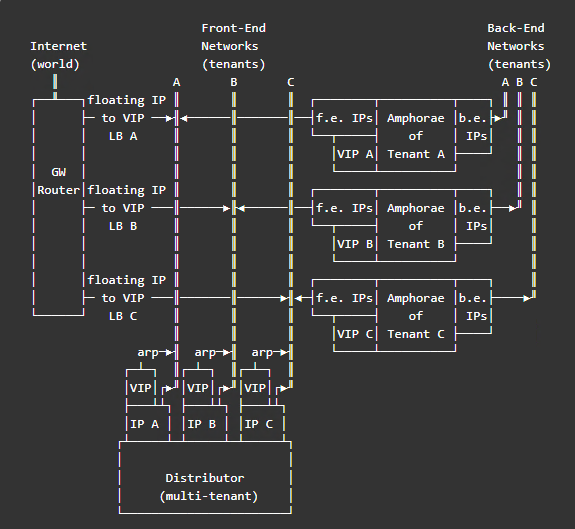 Front-End Back-End
Internet Networks Networks
(world) (tenants) (tenants)
A B C A B C
floating IP
to VIP f.e. IPs Amphorae b.e.
LB A of IPs
VIP A Tenant A
GW
Router floating IP
to VIP f.e. IPs Amphorae b.e.
LB B of IPs
VIP B Tenant B
floating IP
to VIP f.e. IPs Amphorae b.e.
LB C of IPs
VIP C Tenant C
arp arp arp
VIP VIP VIP
IP A IP B IP C
Distributor
(multi-tenant)